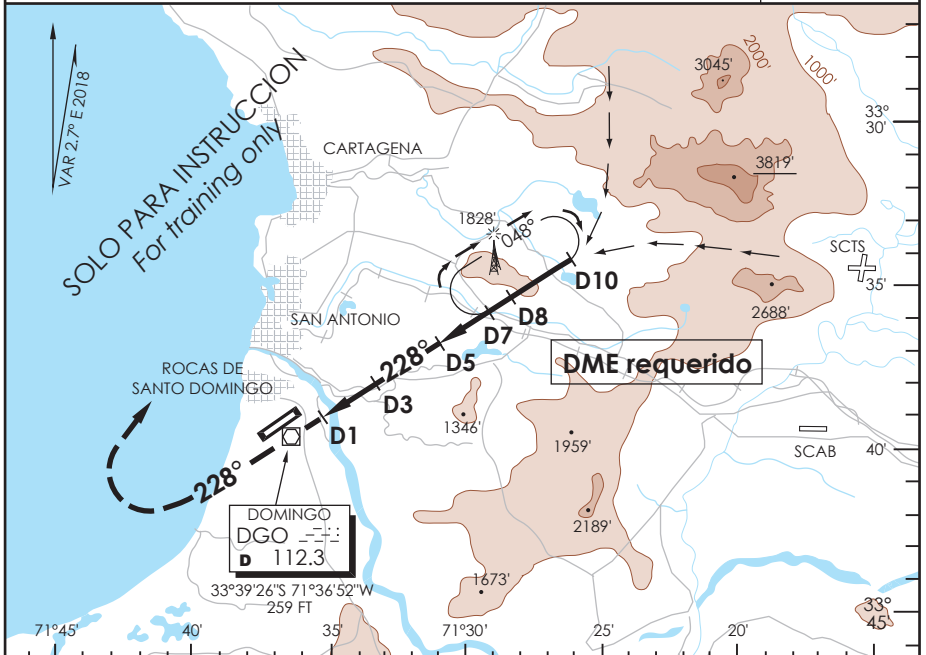 VAR 2.7° E 2018
SOLO PARA INSTRUCCION
For training only
CARTAGENA
3045'
2000'
1000'
33°
30'
3819'
1828'
048°
SCTS
D10
35'
2688'
D8
SAN ANTONIO
D7
228°
D5
DME requerido
ROCAS DE
SANTO DOMINGO
D3
1346'
D1
1959'
SCAB
40'
228°
2189'
DOMINGO
DGO
D 112.3
33°39'26"S 71°36'52"W
259 FT
1673'
33°
45'
71°45'
40'
35'
71°30'
25'
20'